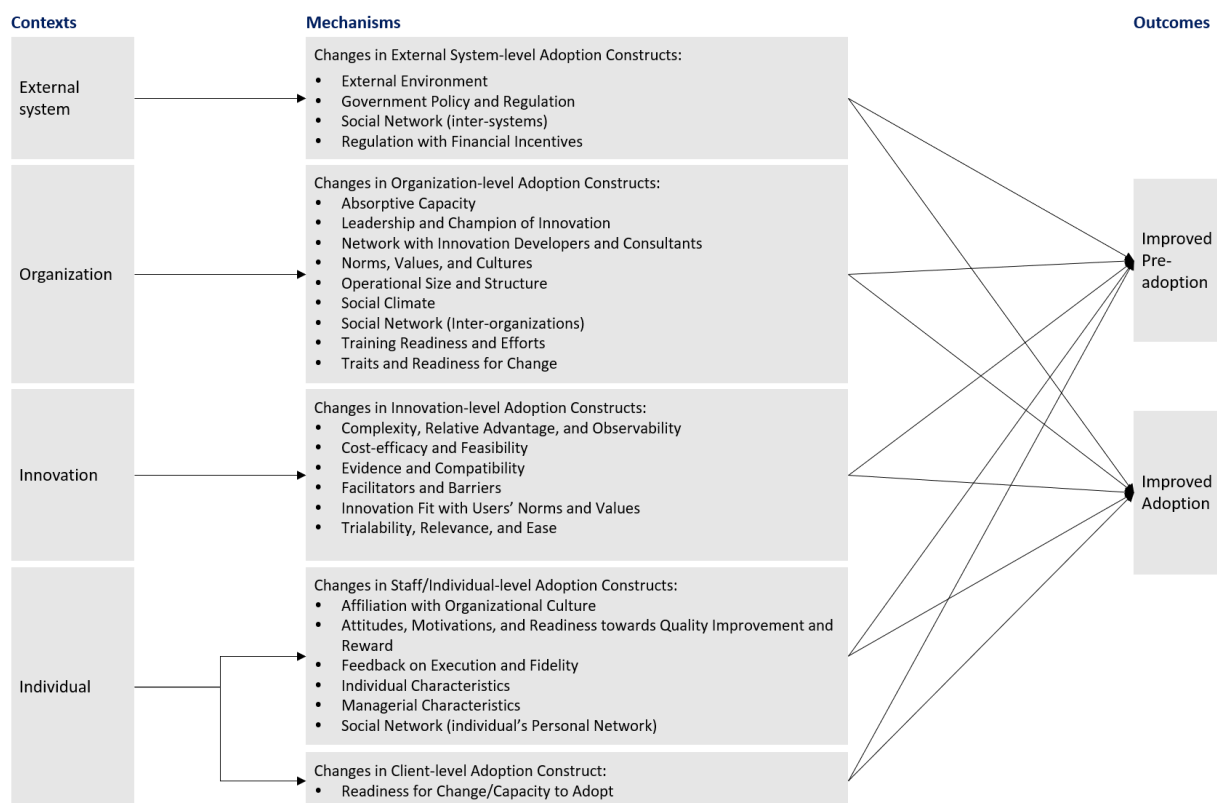 Contexts
Mechanisms
Outcomes
External
system
Changes in External System-level Adoption Constructs:
• External Environment
• Government Policy and Regulation
• Social Network (inter-systems)
• Regulation with Financial Incentives
Organization
Changes in Organization-level Adoption Constructs:
• Absorptive Capacity
• Leadership and Champion of Innovation
• Network with Innovation Developers and Consultants
• Norms, Values, and Cultures
• Operational Size and Structure
• Social Climate
• Social Network (Inter-organizations)
• Training Readiness and Efforts
• Traits and Readiness for Change
Innovation
Changes in Innovation-level Adoption Constructs:
• Complexity, Relative Advantage, and Observability
• Cost-efficacy and Feasibility
• Evidence and Compatibility
• Facilitators and Barriers
• Innovation Fit with Users’ Norms and Values
• Trialability, Relevance, and Ease
Individual
Changes in Staff/Individual-level Adoption Constructs:
• Affiliation with Organizational Culture
• Attitudes, Motivations, and Readiness towards Quality Improvement and
Reward
• Feedback on Execution and Fidelity
• Individual Characteristics
• Managerial Characteristics
• Social Network (individual’s Personal Network)
Changes in Client-level Adoption Construct:
• Readiness for Change/Capacity to Adopt
Improved
Pre-
adoption
Improved
Adoption